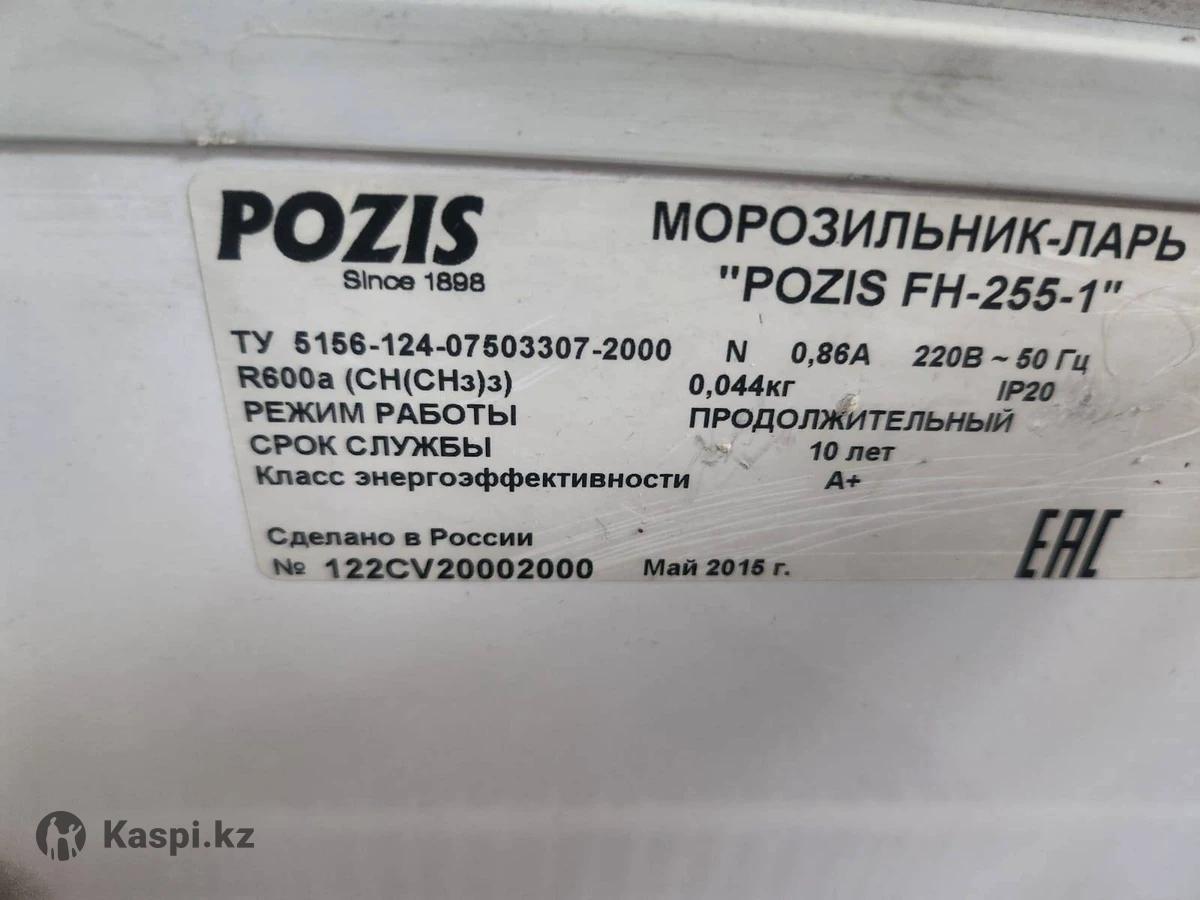 POZIS
Since 1898
МОРОЗИЛЬНИК-ЛАРЬ
"POZIS FH-255-1"
ТУ 5156-124-07503307-2000 N 0,86А 220В ~ 50 Гц
R600a (CH(CH₃)₃) 0,044кг IP20
РЕЖИМ РАБОТЫ ПРОДОЛЖИТЕЛЬНЫЙ
СРОК СЛУЖБЫ 10 лет
Класс энергоэффективности А+
Сделано в России
№ 122CV20002000 Май 2015 г.
EAC
Kaspi.kz